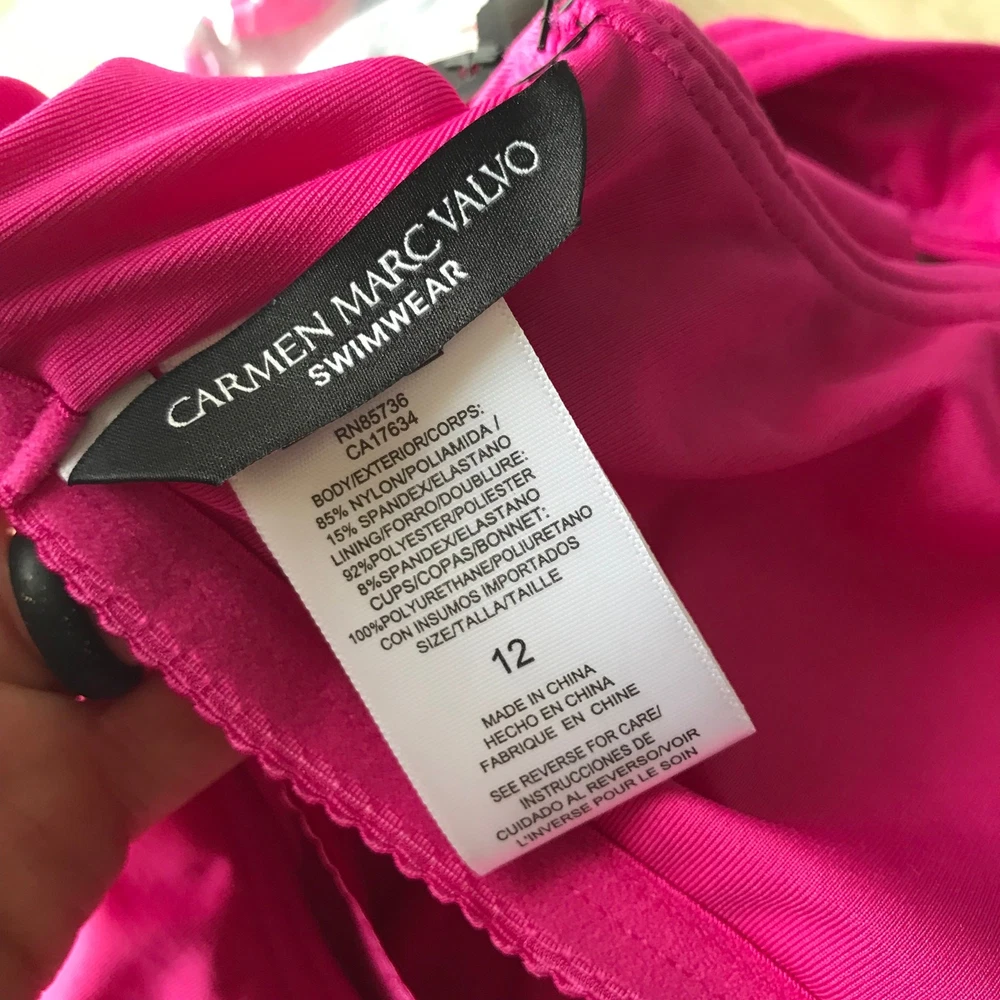 CARMEN MARC VALVO
SWIMWEAR
RN85736
CA17634
BODY/EXTERIOR/CORPS:
85% NYLON/POLIAMIDA /
15% SPANDEX/ELASTANO
LINING/FORRO/DOUBLURE:
92%POLYESTER/POLIESTER
8%SPANDEX/ELASTANO
CUPS/COPAS/BONNET:
100%POLYURETHANE/POLIURETANO
CON INSUMOS IMPORTADOS
SIZE/TALLA/TAILLE
12
MADE IN CHINA
HECHO EN CHINA
FABRIQUE EN CHINE
SEE REVERSE FOR CARE/
INSTRUCCIONES DE
CUIDADO AL REVERSO/VOIR
L'INVERSE POUR LE SOIN